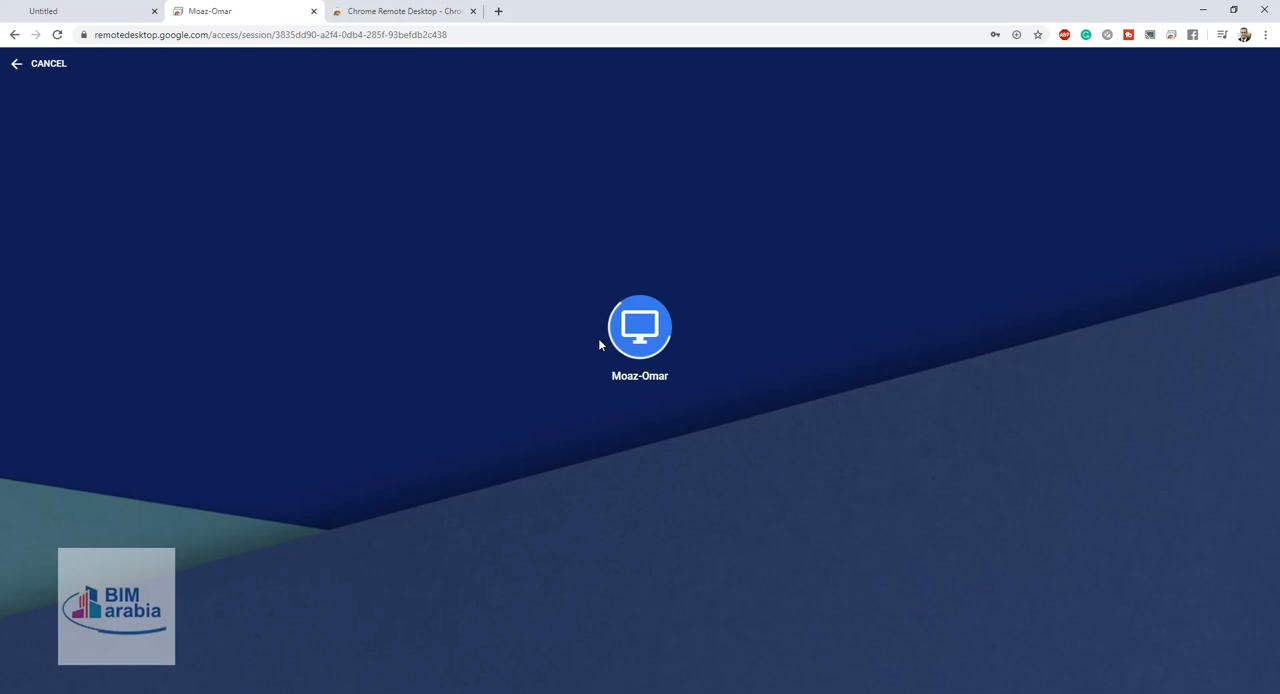 Untitled
Moaz-Omar
Chrome Remote Desktop - Chro
remotedesktop.google.com/access/session/3835dd90-a2f4-0db4-285f-93befdb2c438
ABP
CANCEL
Moaz-Omar
BIM
arabia